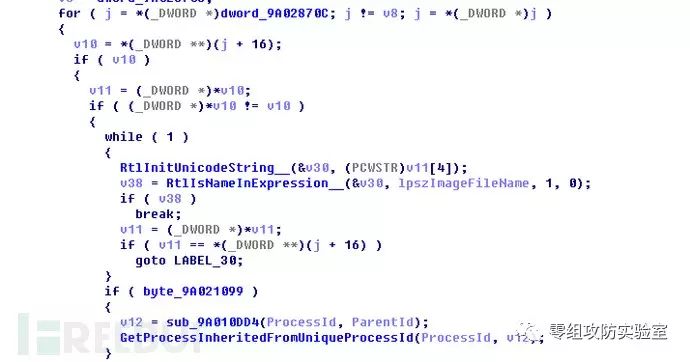 for ( j = *(_DWORD *)dword_9A02870C; j != v8; j = *(_DWORD *)j )
{
v10 = *(_DWORD **)(j + 16);
if ( v10 )
{
v11 = (_DWORD *)*v10;
if ( (_DWORD *)*v10 != v10 )
{
while ( 1 )
{
RtlInitUnicodeString__(&v30, (PCWSTR)v11[4]);
v38 = RtlIsNameInExpression__(&v30, lpszImageFileName, 1, 0);
if ( v38 )
break;
v11 = (_DWORD *)*v11;
if ( v11 == *(_DWORD **)(j + 16) )
goto LABEL_30;
}
if ( byte_9A021099 )
{
v12 = sub_9A010DD4(ProcessId, ParentId);
GetProcessInheritedFromUniqueProcessId(ProcessId, v12);
}
FREEBUF
零组攻防实验室